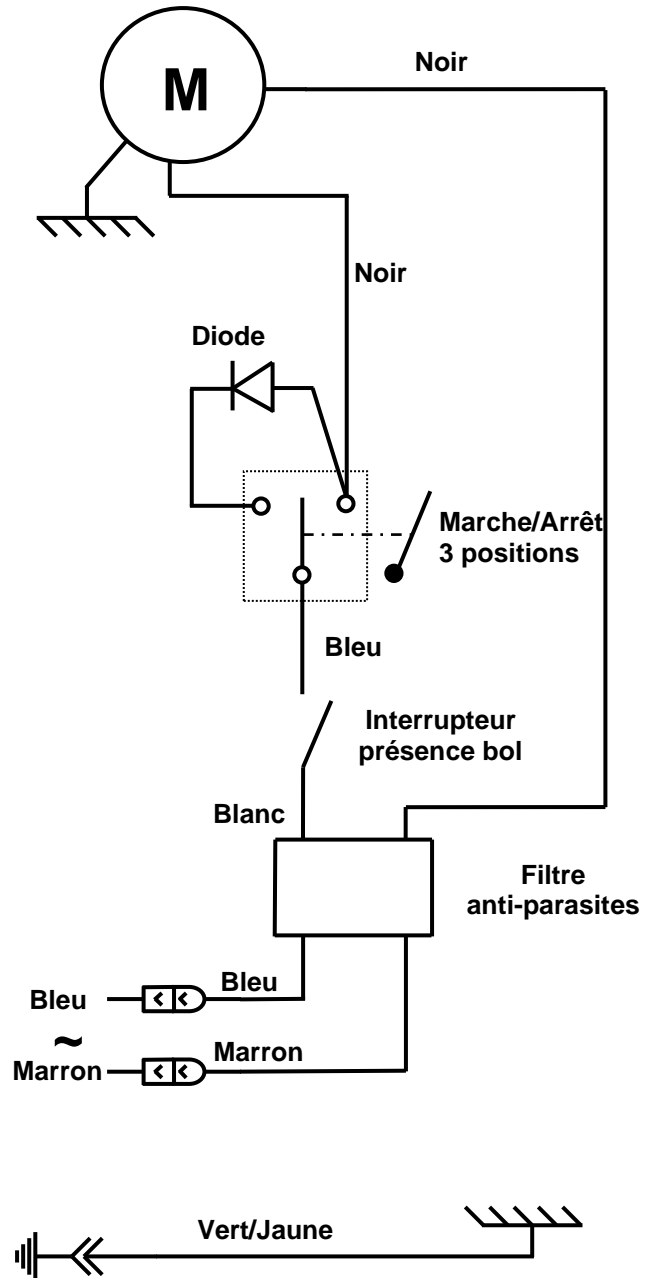 Noir
M
Noir
Diode
Marche/Arrêt
3 positions
Bleu
Interrupteur
présence bol
Blanc
Filtre
anti-parasites
Bleu
Bleu
~
Marron
Marron
Vert/Jaune